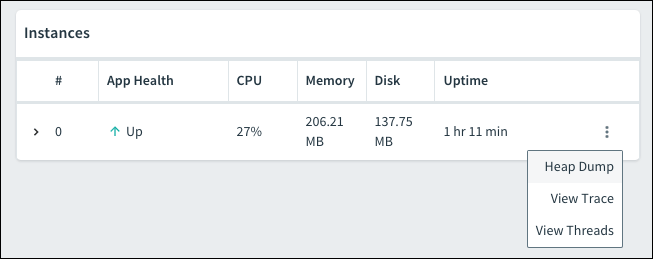 Instances
# App Health CPU Memory Disk Uptime
0 Up 27% 206.21 MB 137.75 MB 1 hr 11 min
Heap Dump
View Trace
View Threads